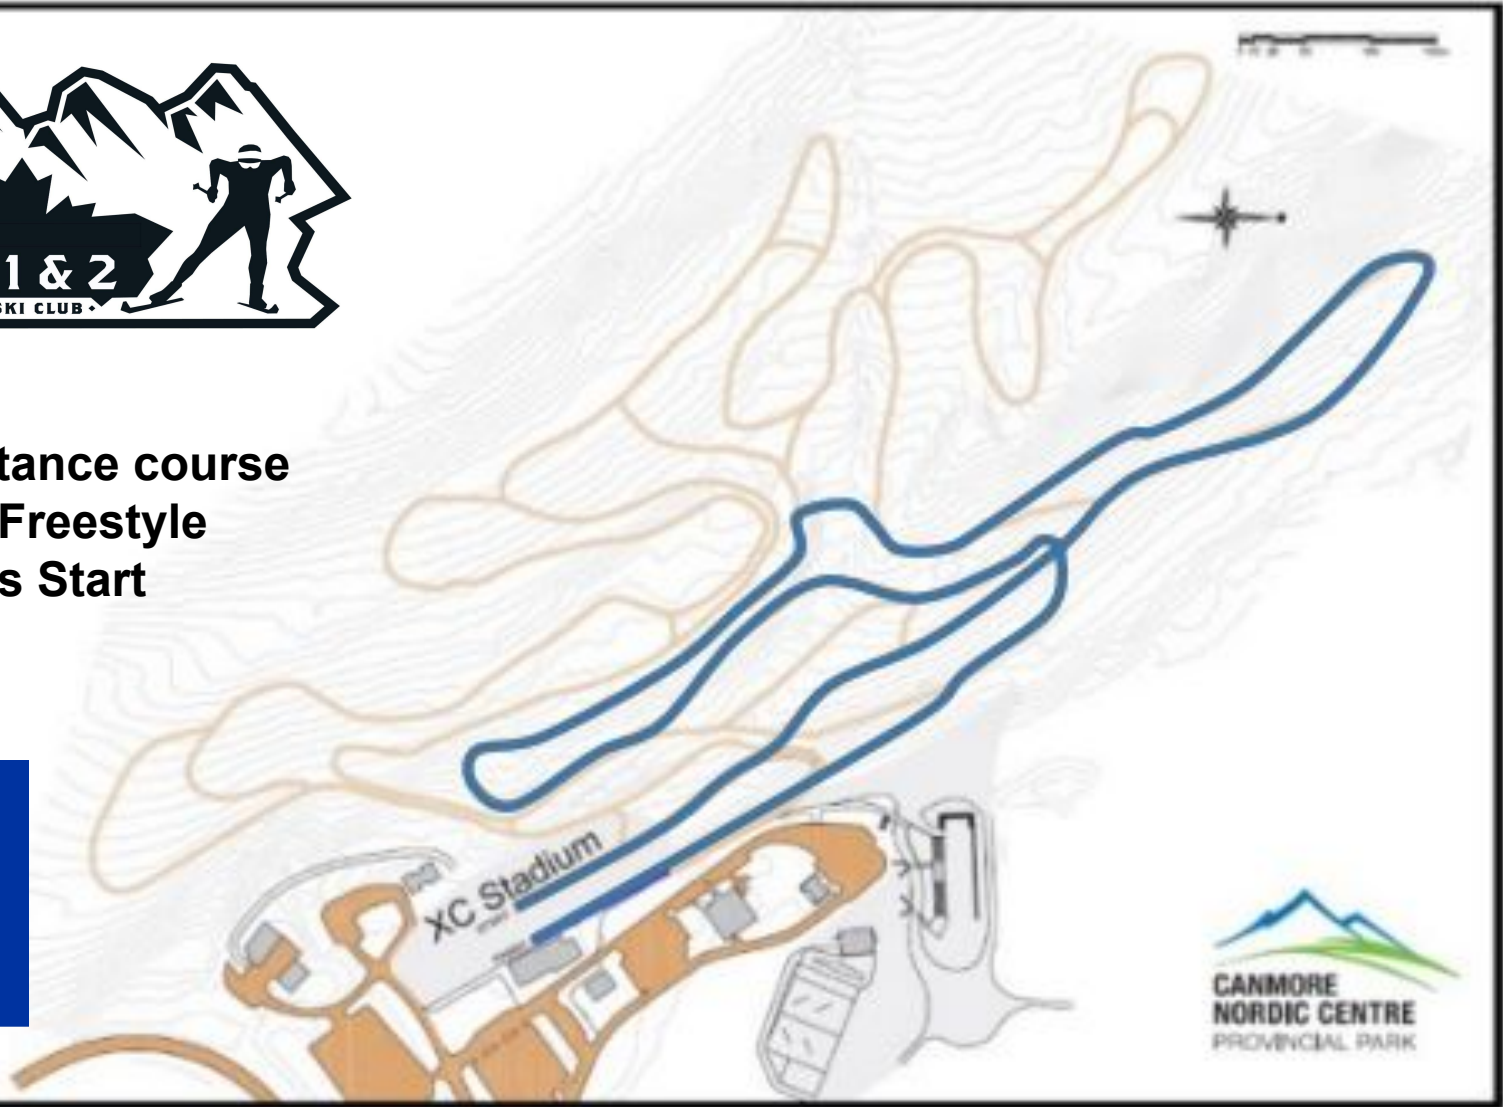 1 & 2
SKI CLUB •
tance course
Freestyle
s Start
XC Stadium
CANMORE
NORDIC CENTRE
PROVINCIAL PARK